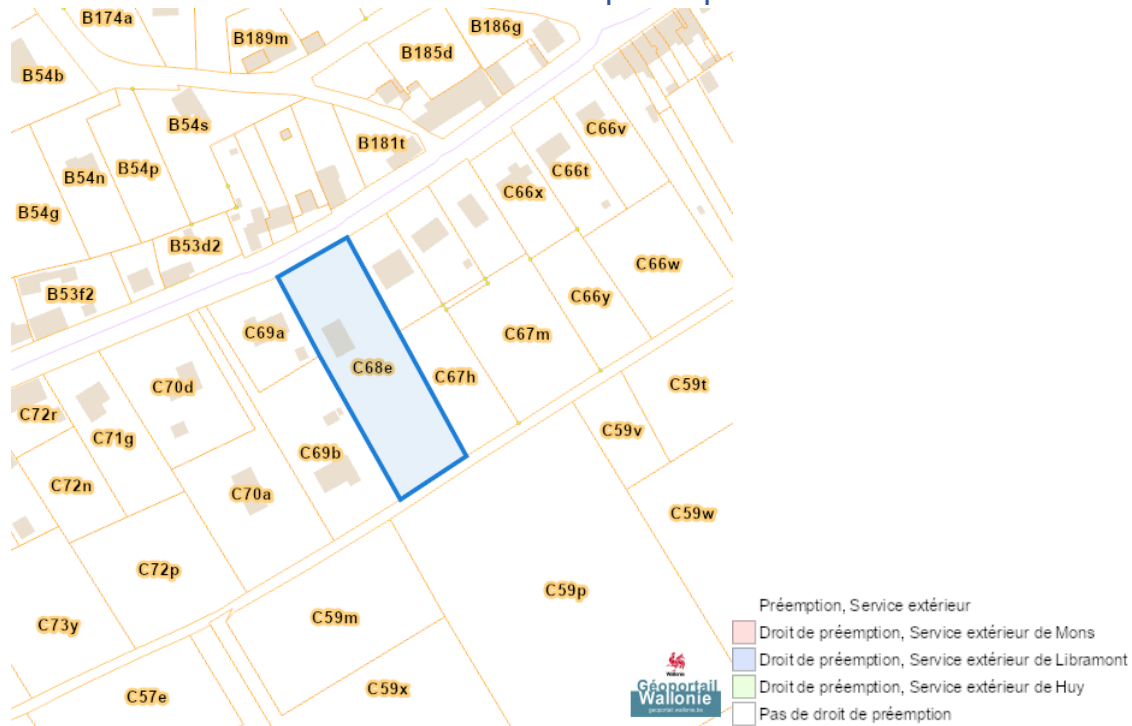 B174a
B186g
B189m
B185d
B54b
B54s
C66v
B181t
B54p
C66t
B54n
C66x
B54g
B53d2
C66w
B53f2
C66y
C69a
C67m
C68e
C67h
C59t
C70d
C72r
C71g
C59v
C69b
C72n
C70a
C59w
C72p
C59p
C59m
C73y
C59x
C57e
Wallonie
Géoportail
Wallonie
geoportail.wallonie.be
Préemption, Service extérieur
Droit de préemption, Service extérieur de Mons
Droit de préemption, Service extérieur de Libramont
Droit de préemption, Service extérieur de Huy
Pas de droit de préemption